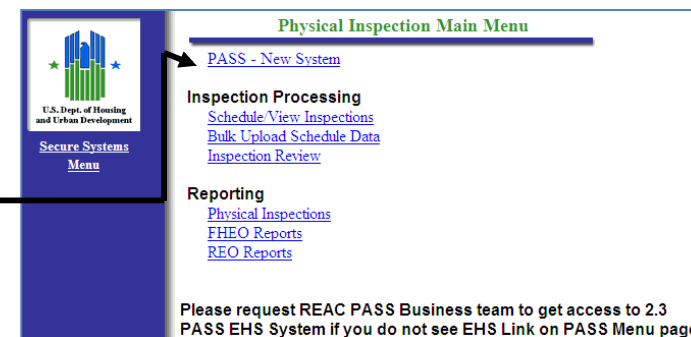 Physical Inspection Main Menu
U.S. Dept. of Housing
and Urban Development
Secure Systems
Menu
PASS - New System
Inspection Processing
Schedule/View Inspections
Bulk Upload Schedule Data
Inspection Review
Reporting
Physical Inspections
FHEO Reports
REO Reports
Please request REAC PASS Business team to get access to 2.3
PASS EHS System if you do not see EHS Link on PASS Menu page